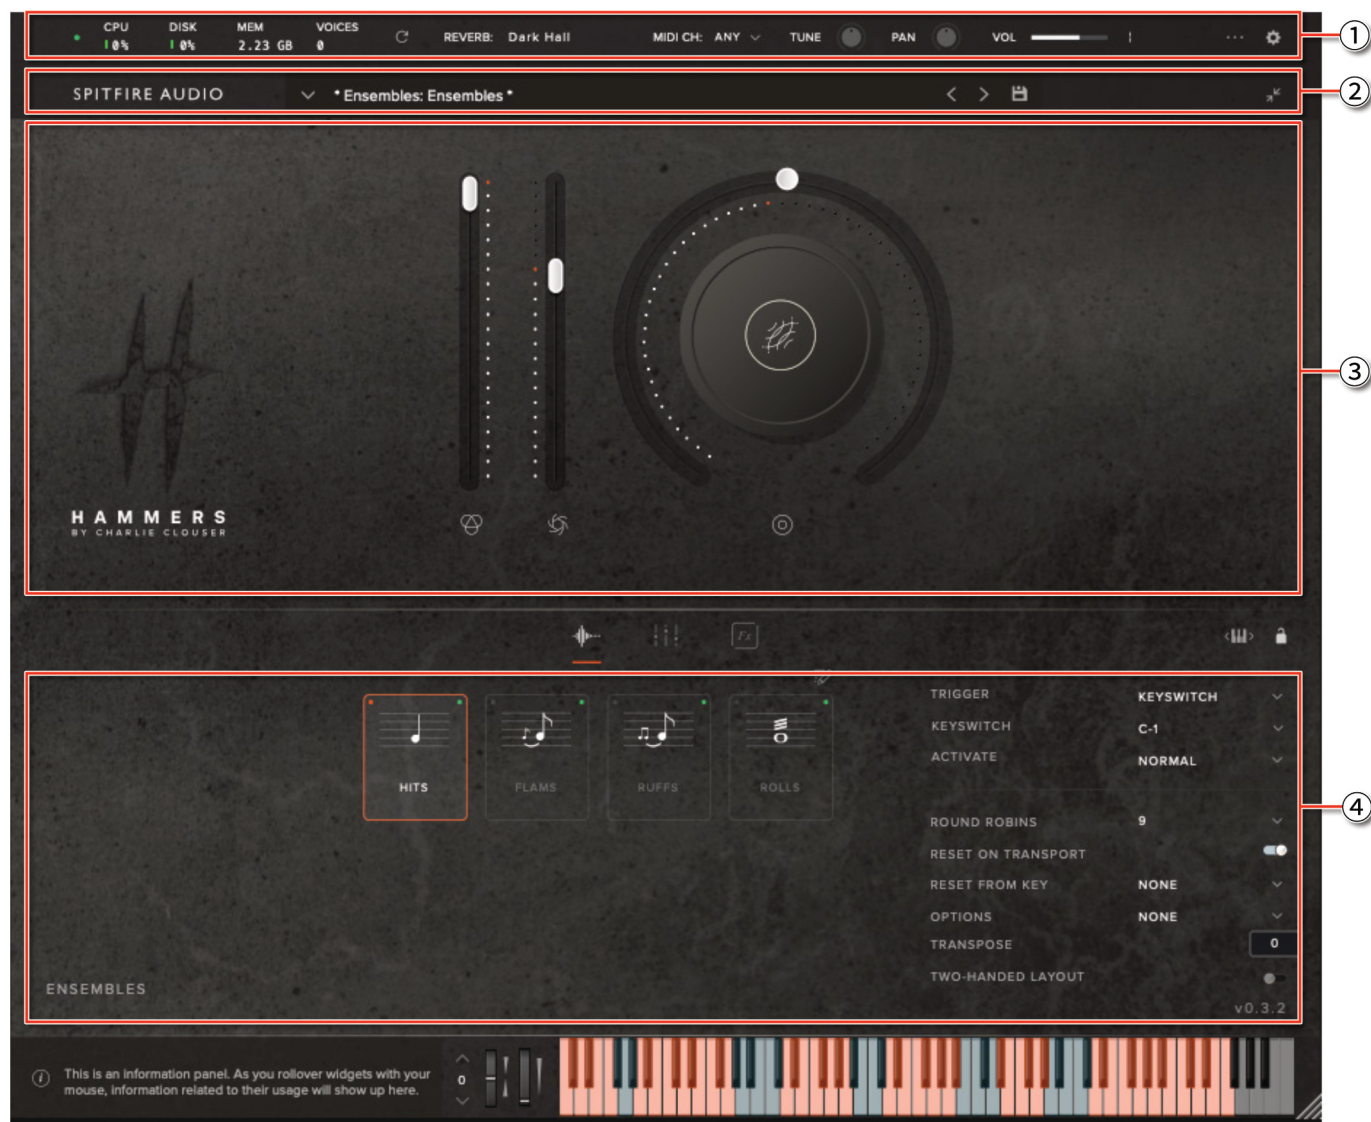 CPU DISK MEM VOICES
0% 0% 2.23 GB 0
REVERB: Dark Hall MIDI CH: ANY TUNE PAN VOL
①
SPITFIRE AUDIO * Ensembles: Ensembles *
②
③
HAMMERS
BY CHARLIE CLOUSER
Fx
TRIGGER KEYSWITCH
KEYSWITCH C-1
ACTIVATE NORMAL
HITS FLAMS RUFFS ROLLS
④
ROUND ROBINS 9
RESET ON TRANSPORT
RESET FROM KEY NONE
OPTIONS NONE
TRANSPOSE 0
TWO-HANDED LAYOUT
ENSEMBLES
v0.3.2
This is an information panel. As you rollover widgets with your
mouse, information related to their usage will show up here.
0